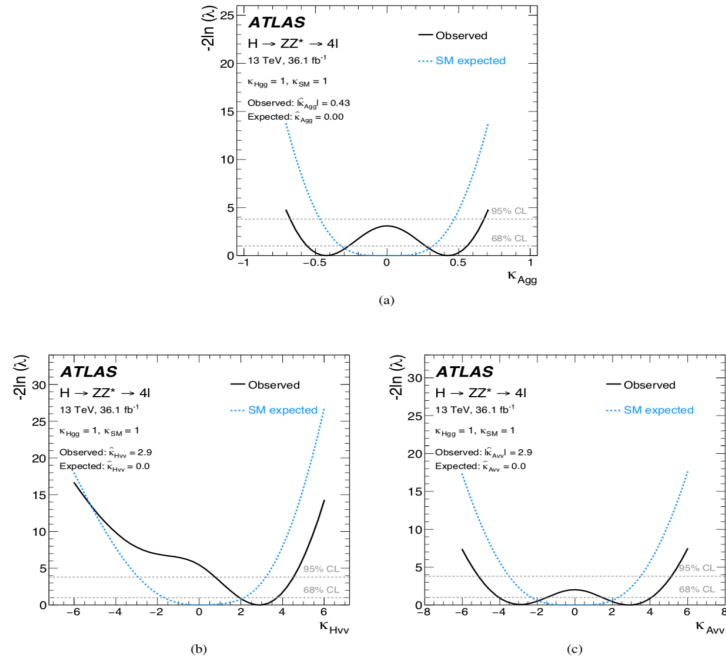 -2ln (λ)
25
20
15
10
5
0
ATLAS
H → ZZ* → 4l
13 TeV, 36.1 fb⁻¹
κHgg = 1, κSM = 1
Observed: |κ̂Agg| = 0.43
Expected: κ̂Agg = 0.00
Observed
SM expected
95% CL
68% CL
−1 −0.5 0 0.5 1
κAgg
(a)
-2ln (λ)
30
25
20
15
10
5
0
ATLAS
H → ZZ* → 4l
13 TeV, 36.1 fb⁻¹
κHgg = 1, κSM = 1
Observed: κ̂Hvv = 2.9
Expected: κ̂Hvv = 0.0
Observed
SM expected
95% CL
68% CL
−6 −4 −2 0 2 4 6
κHvv
(b)
-2ln (λ)
30
25
20
15
10
5
0
ATLAS
H → ZZ* → 4l
13 TeV, 36.1 fb⁻¹
κHgg = 1, κSM = 1
Observed: |κ̂Avv| = 2.9
Expected: κ̂Avv = 0.0
Observed
SM expected
95% CL
68% CL
−8 −6 −4 −2 0 2 4 6 8
κAvv
(c)